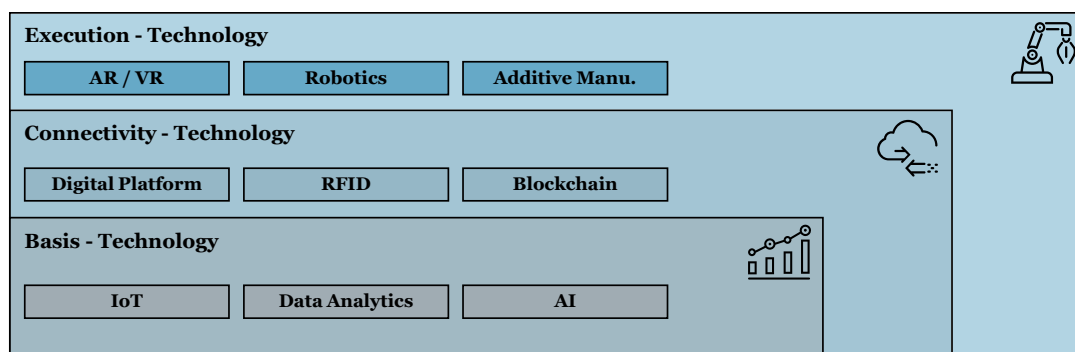 Execution - Technology
AR / VR
Robotics
Additive Manu.
Connectivity - Technology
Digital Platform
RFID
Blockchain
Basis - Technology
IoT
Data Analytics
AI